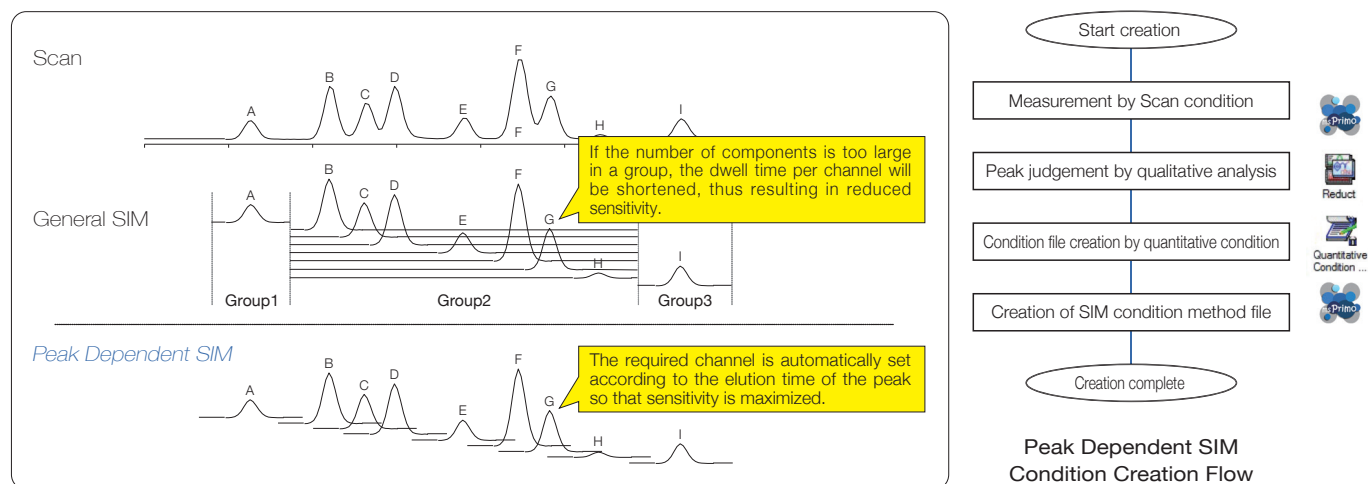 Scan
A
B
C
D
E
F
G
H
I
F
If the number of components is too large
in a group, the dwell time per channel will
be shortened, thus resulting in reduced
sensitivity.
General SIM
A
B
C
D
E
F
G
H
I
Group1
Group2
Group3
Peak Dependent SIM
The required channel is automatically set
according to the elution time of the peak
so that sensitivity is maximized.
A
B
C
D
E
F
G
H
I
Start creation
Measurement by Scan condition
Primo
Peak judgement by qualitative analysis
Reduct
Condition file creation by quantitative condition
Quantitative
Condition ...
Creation of SIM condition method file
Primo
Creation complete
Peak Dependent SIM
Condition Creation Flow